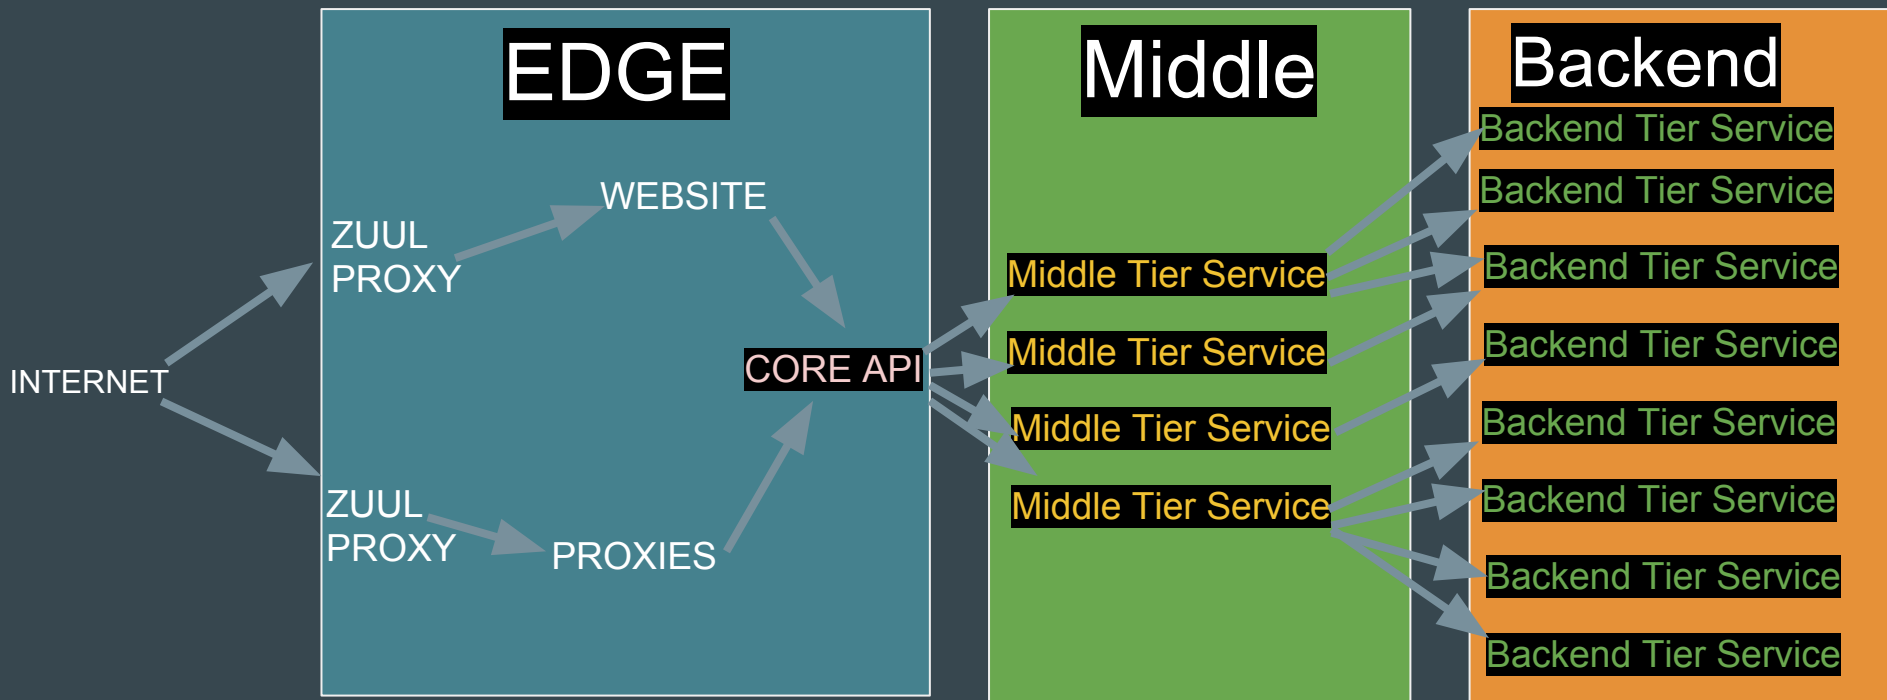 INTERNET
EDGE
ZUUL
PROXY
WEBSITE
CORE API
ZUUL
PROXY
PROXIES
Middle
Middle Tier Service
Middle Tier Service
Middle Tier Service
Middle Tier Service
Backend
Backend Tier Service
Backend Tier Service
Backend Tier Service
Backend Tier Service
Backend Tier Service
Backend Tier Service
Backend Tier Service
Backend Tier Service